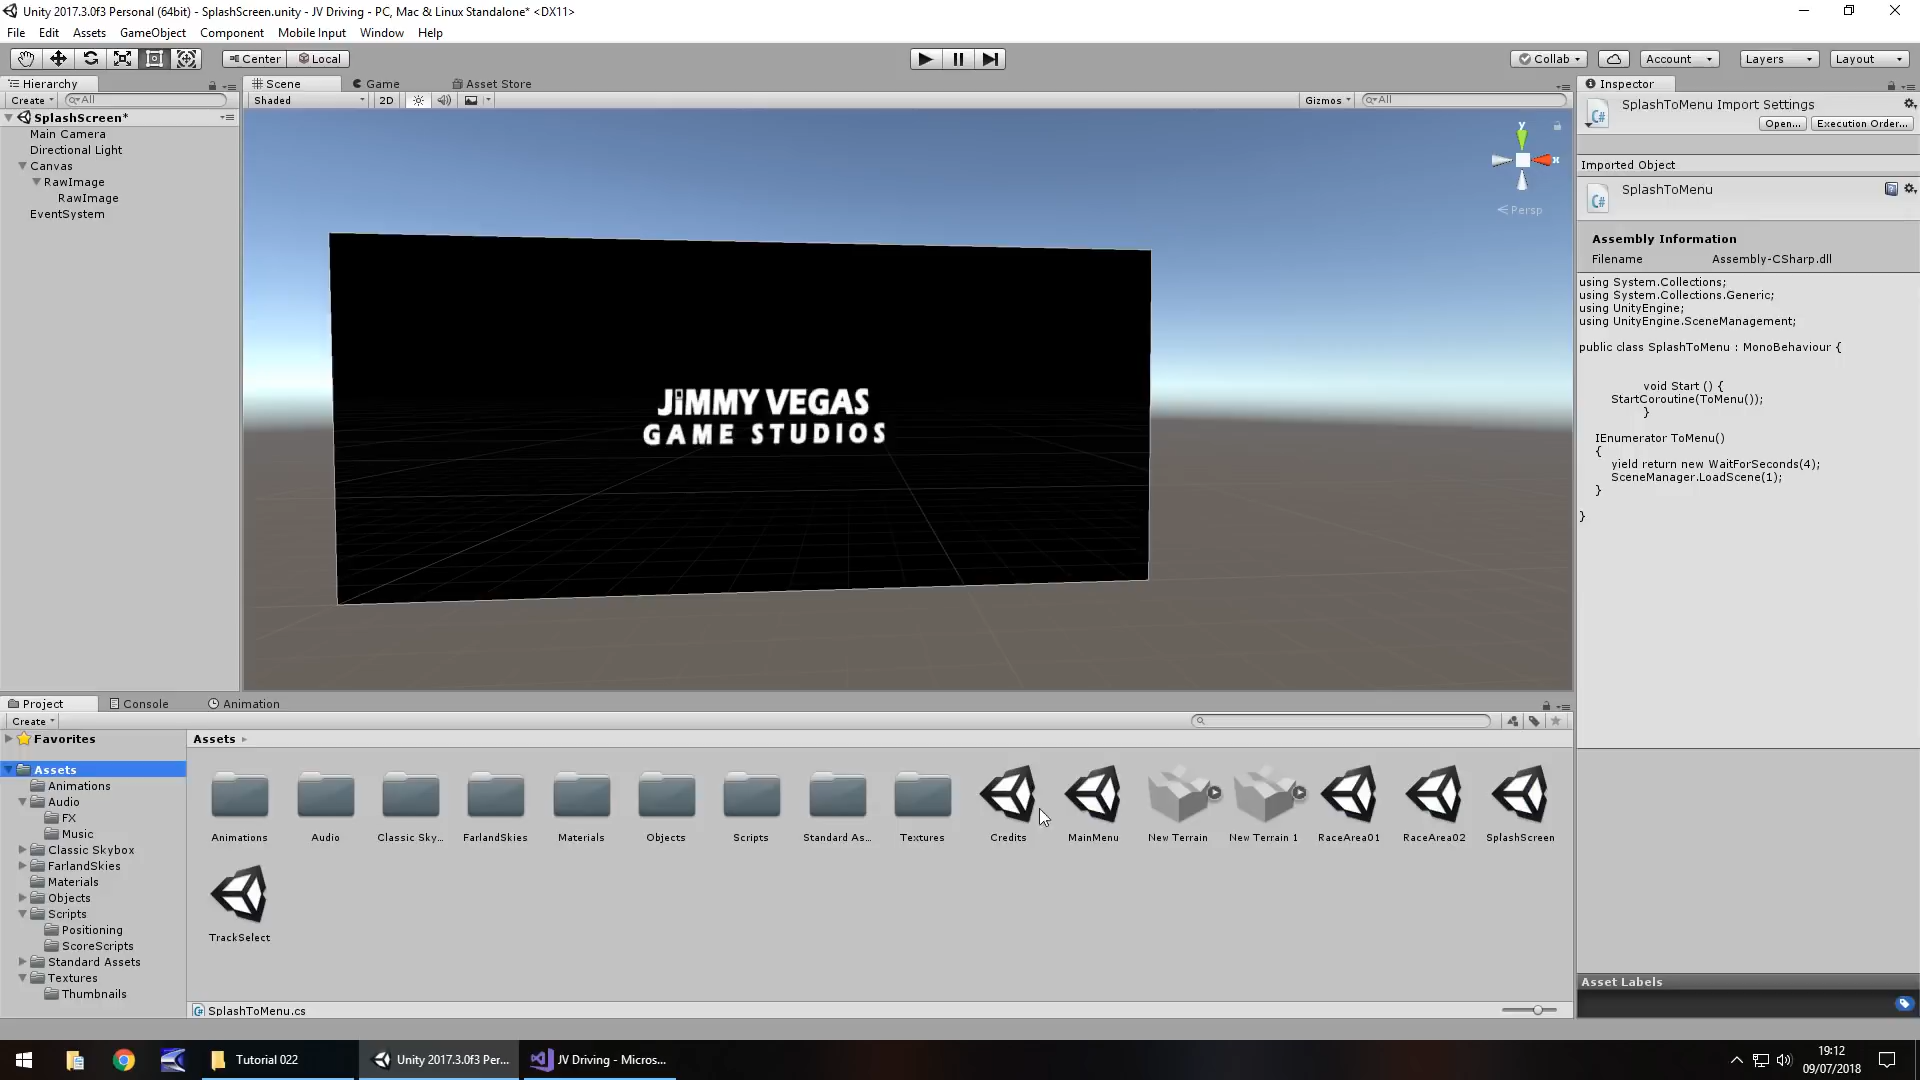 Unity 2017.3.0f3 Personal (64bit) - SplashScreen.unity - JV Driving - PC, Mac & Linux Standalone* <DX11>
File Edit Assets GameObject Component Mobile Input Window Help
Center Local Collab Account Layers Layout
Hierarchy Scene Game Asset Store Inspector
Create All Shaded 2D Gizmos All
SplashScreen*
Main Camera
Directional Light
Canvas
RawImage
RawImage
EventSystem
y
x
Persp
JIMMY VEGAS
GAME STUDIOS
SplashToMenu Import Settings
Open... Execution Order...
Imported Object
SplashToMenu
Assembly Information
Filename Assembly-CSharp.dll
using System.Collections;
using System.Collections.Generic;
using UnityEngine;
using UnityEngine.SceneManagement;
public class SplashToMenu : MonoBehaviour {
void Start () {
StartCoroutine(ToMenu());
}
IEnumerator ToMenu()
{
yield return new WaitForSeconds(4);
SceneManager.LoadScene(1);
}
}
Asset Labels
Project Console Animation
Create
Favorites
Assets
Animations
Audio
FX
Music
Classic Skybox
FarlandSkies
Materials
Objects
Scripts
Positioning
ScoreScripts
Standard Assets
Textures
Thumbnails
Assets
Animations Audio Classic Sky... FarlandSkies Materials Objects Scripts Standard As... Textures Credits MainMenu New Terrain New Terrain 1 RaceArea01 RaceArea02 SplashScreen
TrackSelect
SplashToMenu.cs
Tutorial 022 Unity 2017.3.0f3 Per... JV Driving - Micros...
19:12
09/07/2018